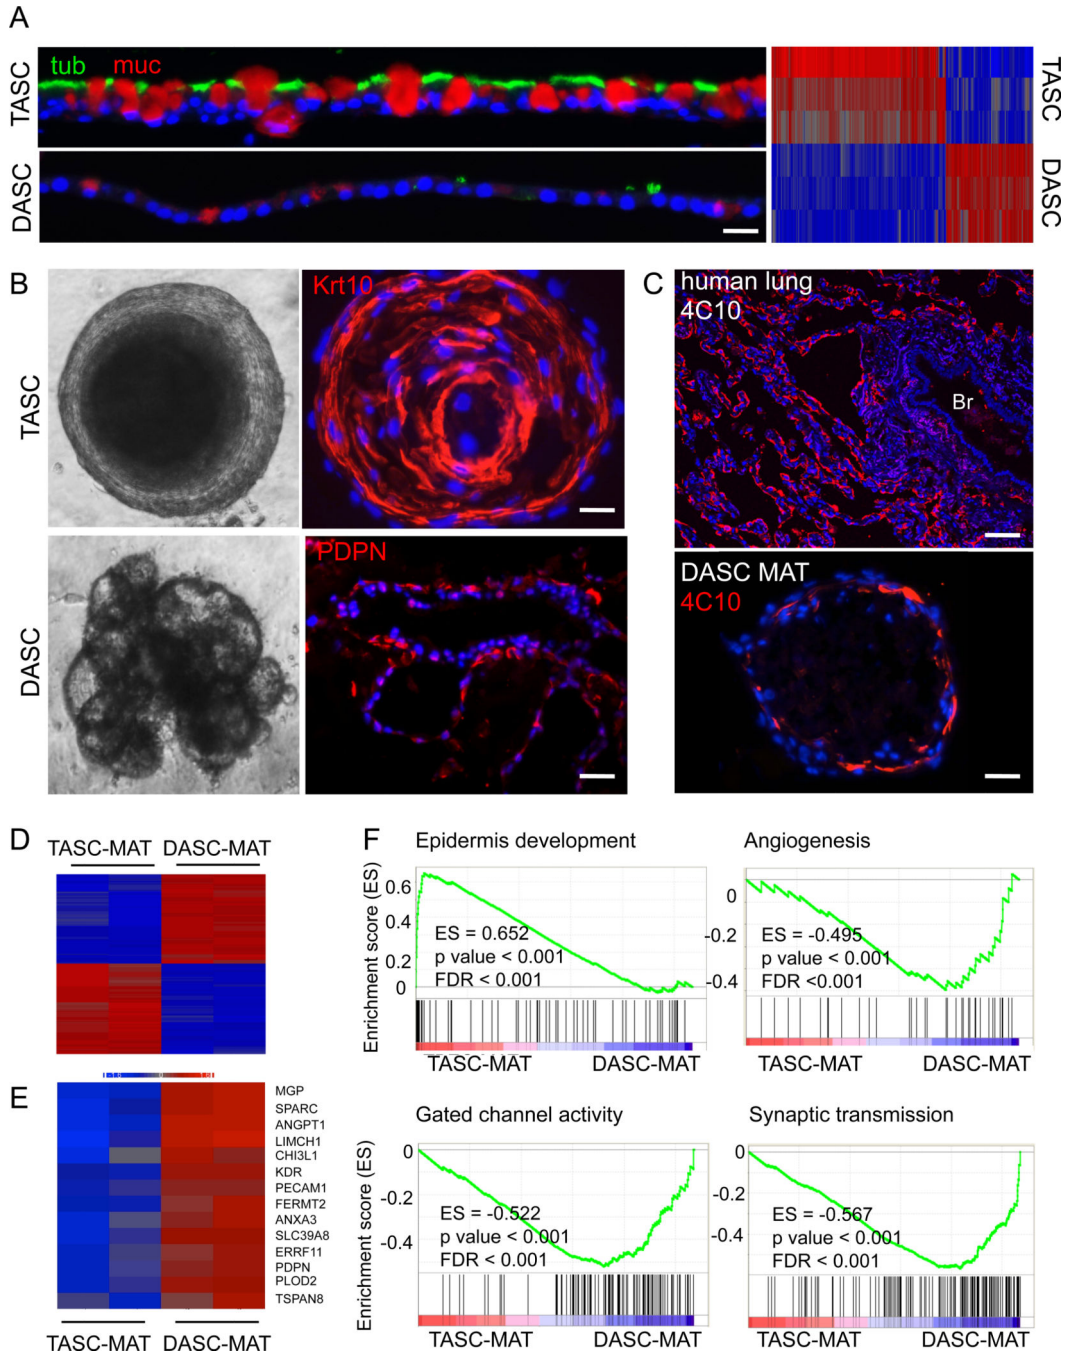 A
tub muc
TASC
DASC
TASC
DASC
B
Krt10
TASC
PDPN
DASC
C
human lung
4C10
Br
DASC MAT
4C10
D
TASC-MAT DASC-MAT
E
MGP
SPARC
ANGPT1
LIMCH1
CHI3L1
KDR
PECAM1
FERMT2
ANXA3
SLC39A8
ERRF11
PDPN
PLOD2
TSPAN8
TASC-MAT DASC-MAT
F
Epidermis development
Enrichment score (ES)
0.6
0.4
0.2
0
ES = 0.652
p value < 0.001
FDR < 0.001
TASC-MAT DASC-MAT
Angiogenesis
0
-0.2
-0.4
ES = -0.495
p value < 0.001
FDR <0.001
TASC-MAT DASC-MAT
Gated channel activity
Enrichment score (ES)
0
-0.2
-0.4
ES = -0.522
p value < 0.001
FDR < 0.001
TASC-MAT DASC-MAT
Synaptic transmission
0
-0.2
-0.4
ES = -0.567
p value < 0.001
FDR < 0.001
TASC-MAT DASC-MAT